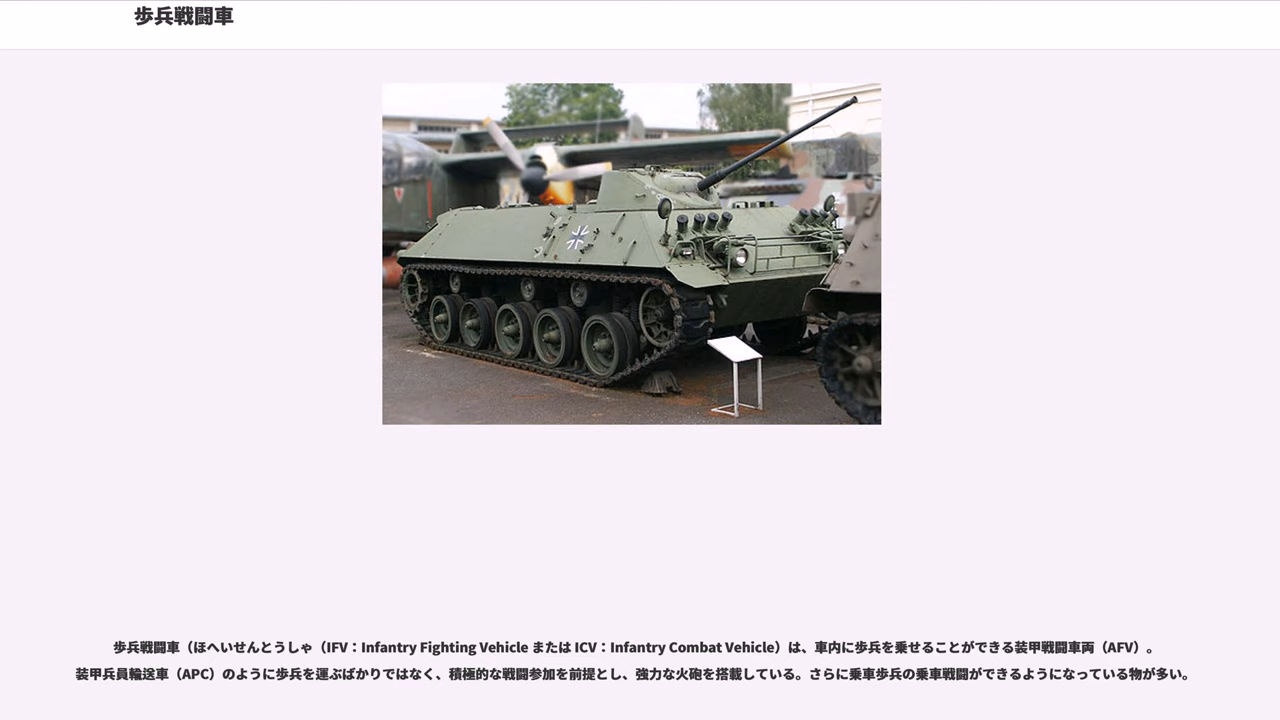 歩兵戦闘車
歩兵戦闘車（ほへいせんとうしゃ（IFV：Infantry Fighting Vehicle または ICV：Infantry Combat Vehicle）は、車内に歩兵を乗せることができる装甲戦闘車両（AFV）。
装甲兵員輸送車（APC）のように歩兵を運ぶばかりではなく、積極的な戦闘参加を前提とし、強力な火砲を搭載している。さらに乗車歩兵の乗車戦闘ができるようになっている物が多い。